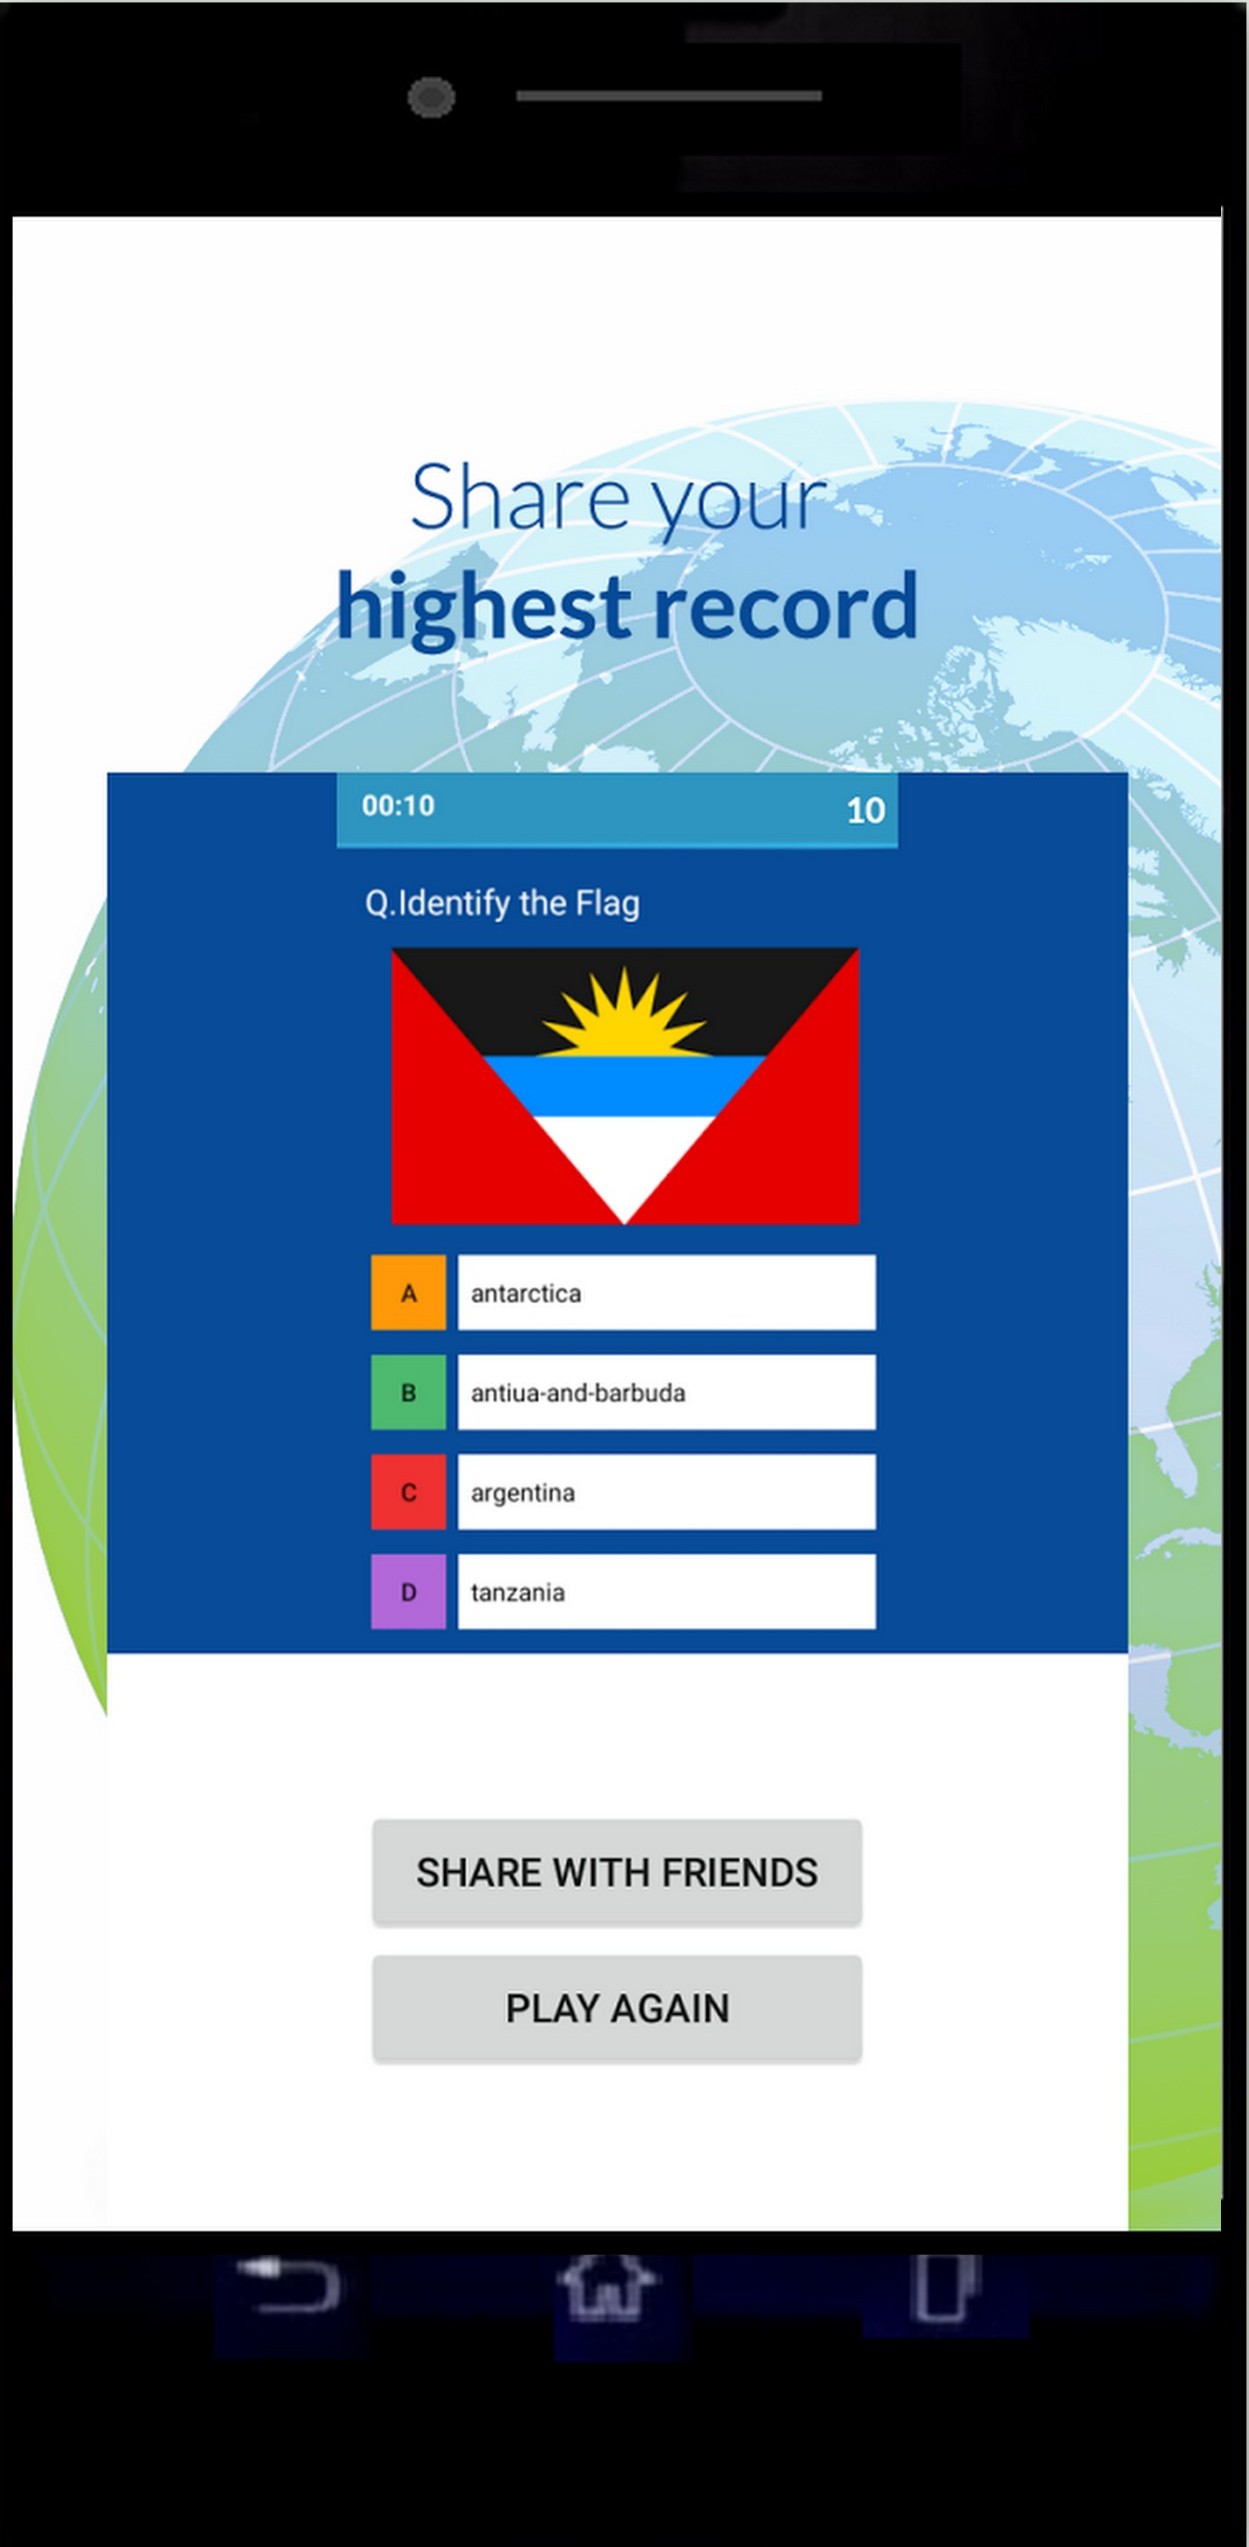 Share your
highest record
00:10 10
Q.Identify the Flag
A antarctica
B antiua-and-barbuda
C argentina
D tanzania
SHARE WITH FRIENDS
PLAY AGAIN